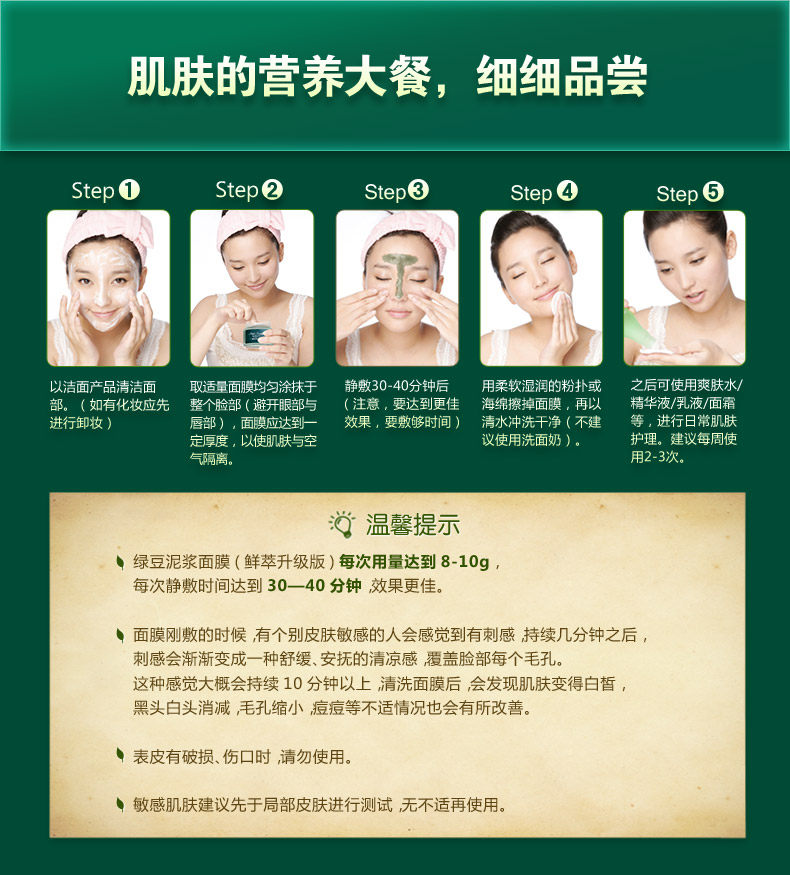 肌肤的营养大餐，细细品尝
Step 1
Step 2
Step 3
Step 4
Step 5
以洁面产品清洁面
部。（如有化妆应先
进行卸妆）
取适量面膜均匀涂抹于
整个脸部（避开眼部与
唇部），面膜应达到一
定厚度，以使肌肤与空
气隔离。
静敷30-40分钟后
（注意，要达到更佳
效果，要敷够时间）
用柔软湿润的粉扑或
海绵擦掉面膜，再以
清水冲洗干净（不建
议使用洗面奶）。
之后可使用爽肤水/
精华液/乳液/面霜
等，进行日常肌肤
护理。建议每周使
用2-3次。
温馨提示
绿豆泥浆面膜（鲜萃升级版）每次用量达到 8-10g，
每次静敷时间达到 30—40 分钟，效果更佳。
面膜刚敷的时候，有个别皮肤敏感的人会感觉到有刺感，持续几分钟之后，
刺感会渐渐变成一种舒缓、安抚的清凉感，覆盖脸部每个毛孔。
这种感觉大概会持续 10 分钟以上，清洗面膜后，会发现肌肤变得白皙，
黑头白头消减，毛孔缩小，痘痘等不适情况也会有所改善。
表皮有破损、伤口时，请勿使用。
敏感肌肤建议先于局部皮肤进行测试，无不适再使用。